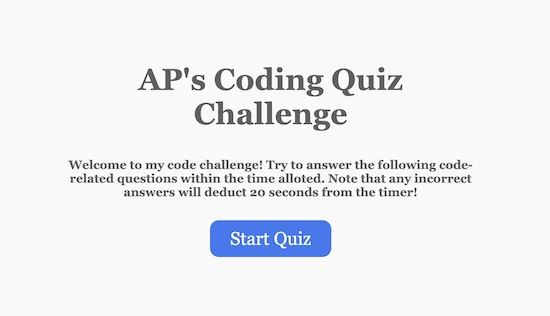 AP's Coding Quiz
Challenge
Welcome to my code challenge! Try to answer the following code-
related questions within the time alloted. Note that any incorrect
answers will deduct 20 seconds from the timer!
Start Quiz